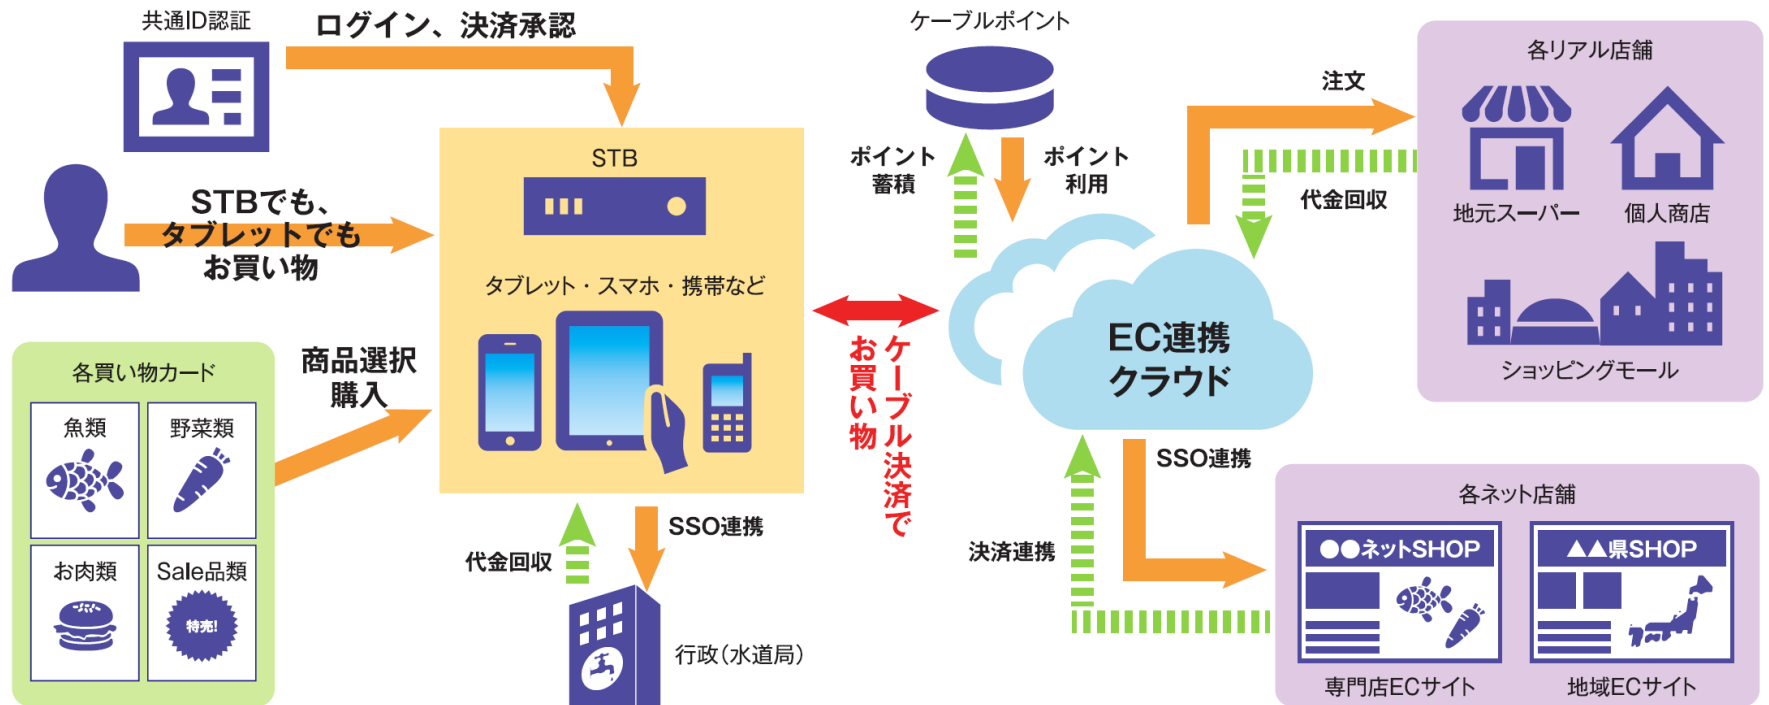 共通ID認証
ログイン、決済承認
STBでも、
タブレットでも
お買い物
各買い物カード
魚類
野菜類
お肉類
Sale品類
特売!
商品選択
購入
STB
タブレット・スマホ・携帯など
代金回収
SSO連携
行政（水道局）
ケーブル決済で
お買い物
ケーブルポイント
ポイント
蓄積
ポイント
利用
EC連携
クラウド
注文
代金回収
各リアル店舗
地元スーパー
個人商店
ショッピングモール
SSO連携
決済連携
各ネット店舗
●●ネットSHOP
▲▲県SHOP
専門店ECサイト
地域ECサイト